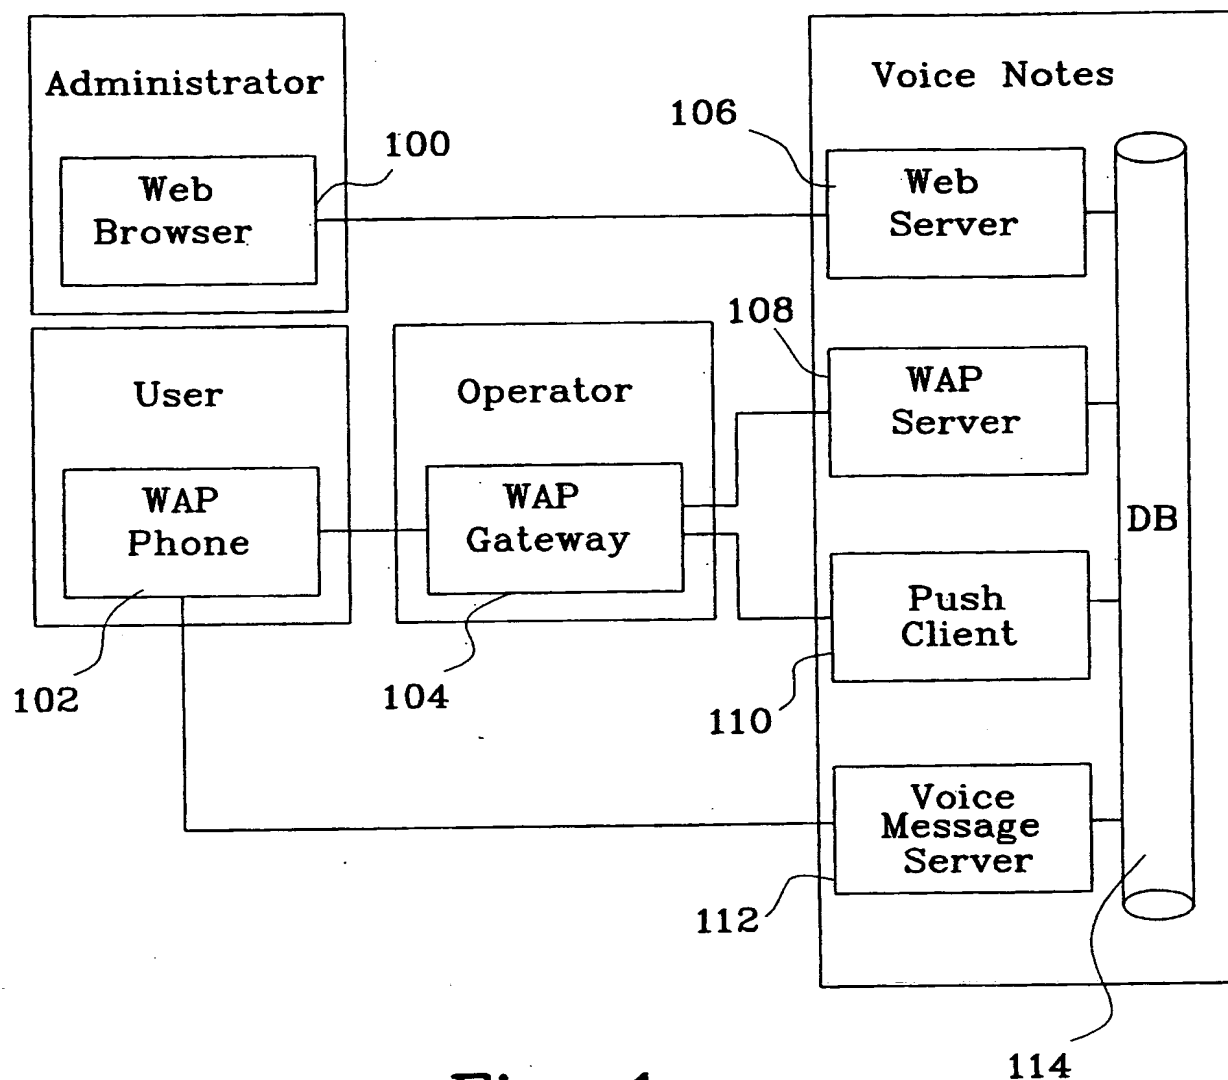 Administrator
100
Web
Browser
User
WAP
Phone
102
Operator
WAP
Gateway
104
Voice Notes
106
Web
Server
108
WAP
Server
Push
Client
110
Voice
Message
Server
112
DB
114